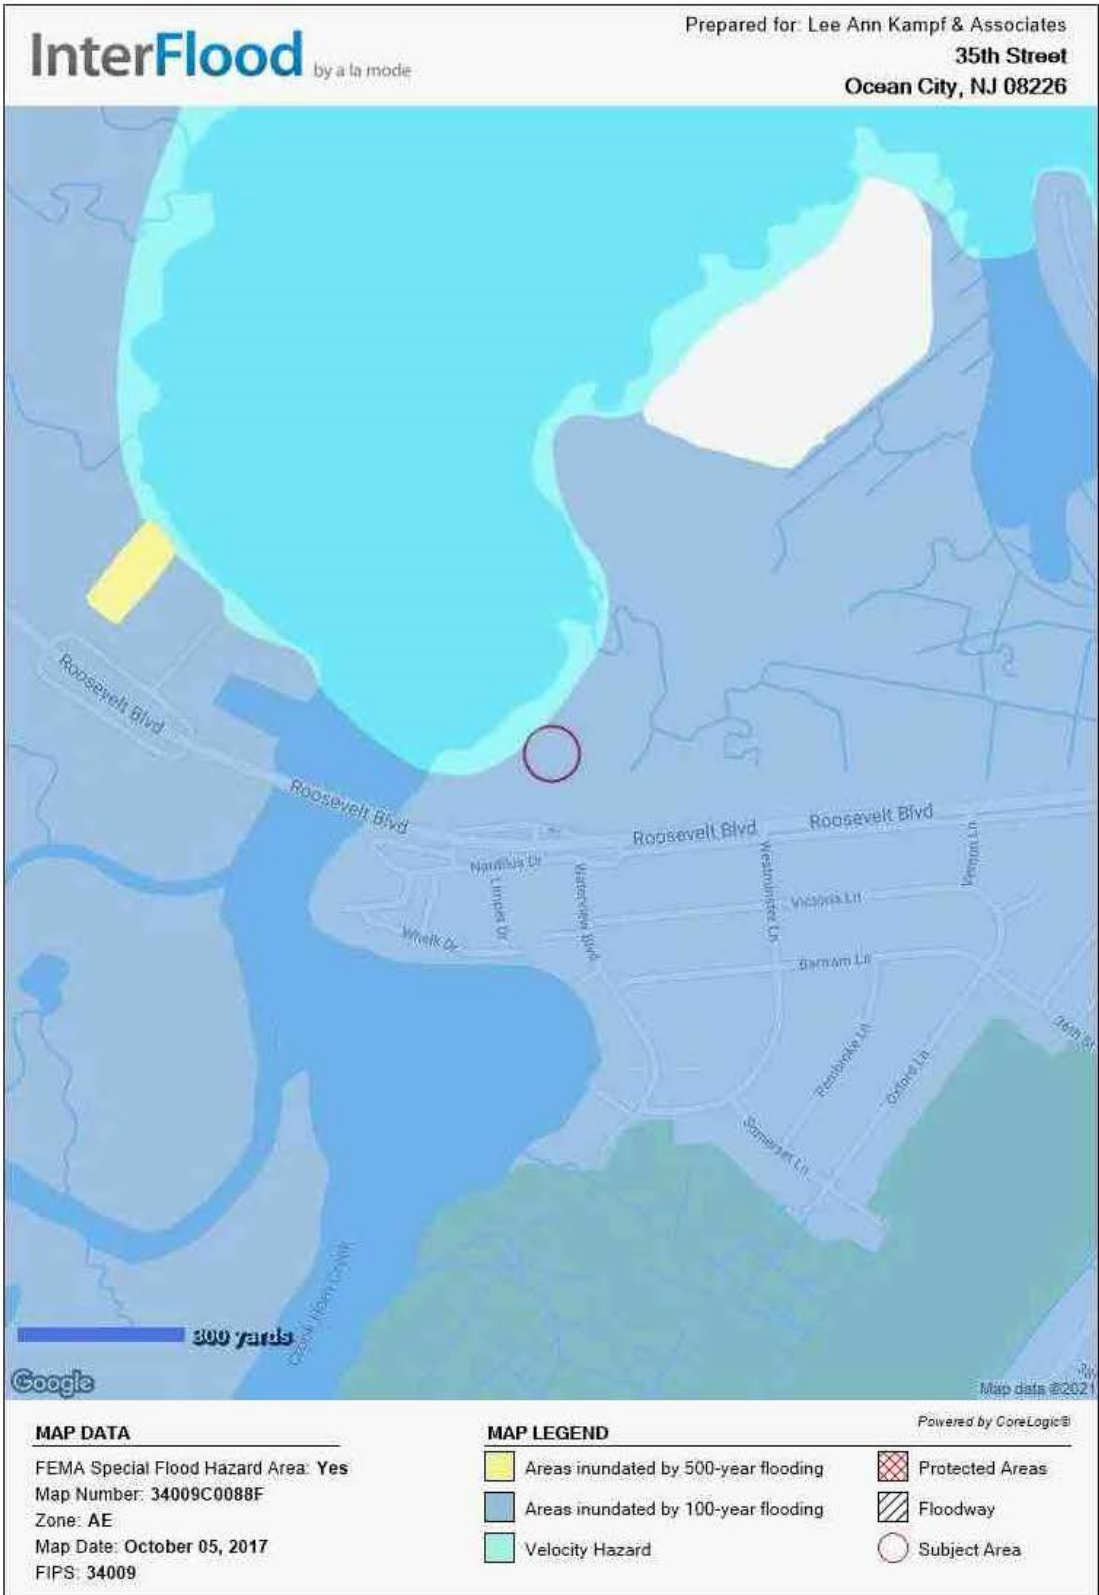 InterFlood by a la mode
Prepared for: Lee Ann Kampf & Associates
35th Street
Ocean City, NJ 08226
Roosevelt Blvd
Roosevelt Blvd
Roosevelt Blvd
Roosevelt Blvd
Nautilus Dr
Limpet Dr
Waterview Blvd
Westminster Ln
Vernon Ln
Victoria Ln
Whelk Dr
Barnam Ln
36th St
Pembroke Ln
Oxford Ln
Somerset Ln
300 yards
Google
Map data ©2021
Powered by CoreLogic®
MAP DATA
FEMA Special Flood Hazard Area: Yes
Map Number: 34009C0088F
Zone: AE
Map Date: October 05, 2017
FIPS: 34009
MAP LEGEND
Areas inundated by 500-year flooding
Areas inundated by 100-year flooding
Velocity Hazard
Protected Areas
Floodway
Subject Area